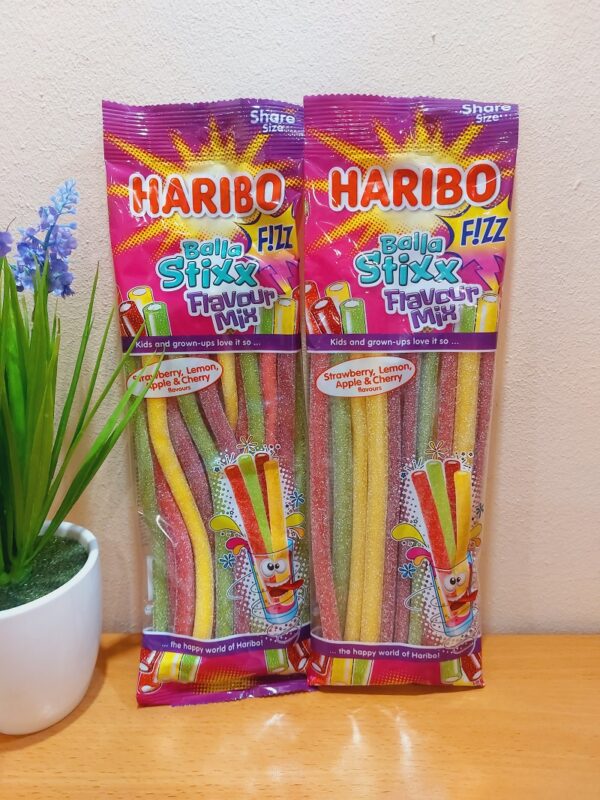 Share
Size
HARIBO
F!ZZ
Balla
Stixx
Flavour
Mix
Kids and grown-ups love it so ...
Strawberry, Lemon,
Apple & Cherry
flavours
... the happy world of Haribo!
Share
Size
HARIBO
F!ZZ
Balla
Stixx
Flavour
Mix
Kids and grown-ups love it so ...
Strawberry, Lemon,
Apple & Cherry
flavours
... the happy world of Haribo!